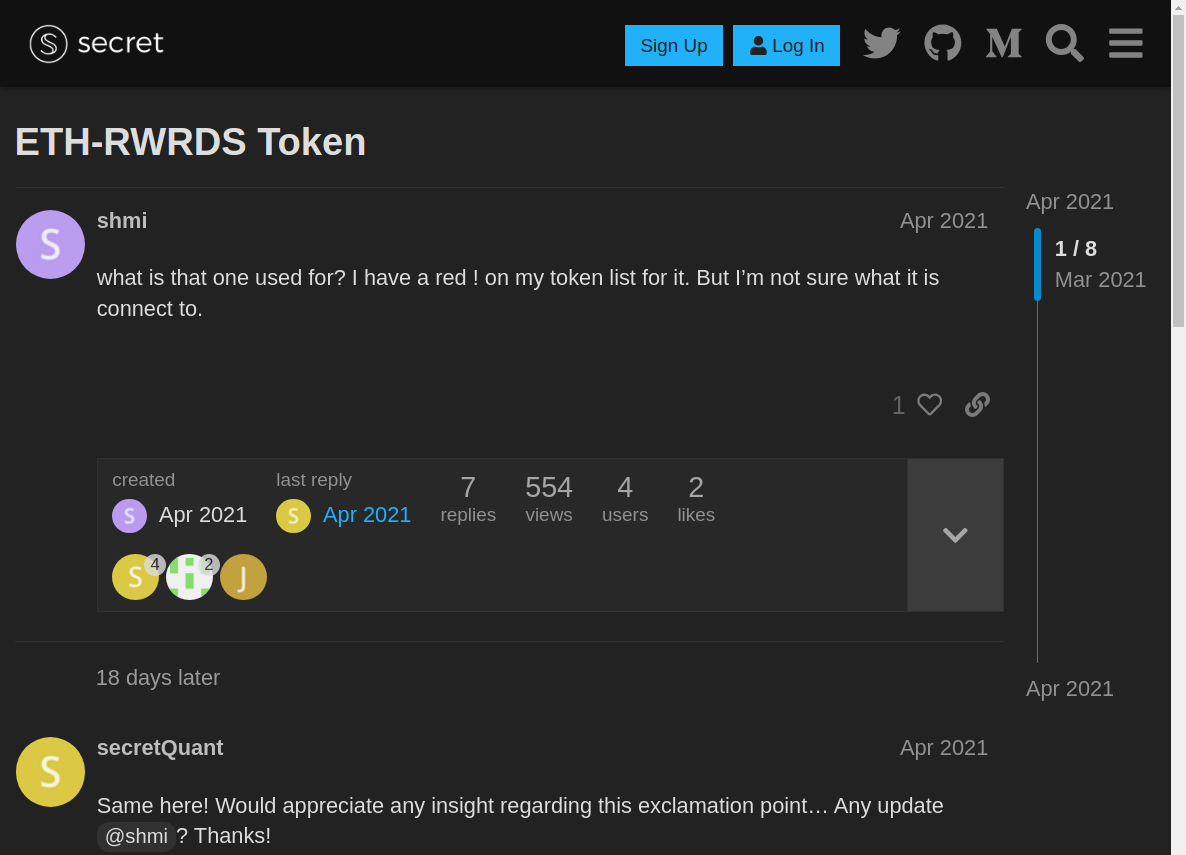 secret
Sign Up
Log In
ETH-RWRDS Token
shmi
Apr 2021
what is that one used for? I have a red ! on my token list for it. But I’m not sure what it is
connect to.
1
created
S Apr 2021
last reply
S Apr 2021
7
replies
554
views
4
users
2
likes
S 4
2
J
18 days later
S
secretQuant
Apr 2021
Same here! Would appreciate any insight regarding this exclamation point… Any update
@shmi ? Thanks!
Apr 2021
1 / 8
Mar 2021
Apr 2021